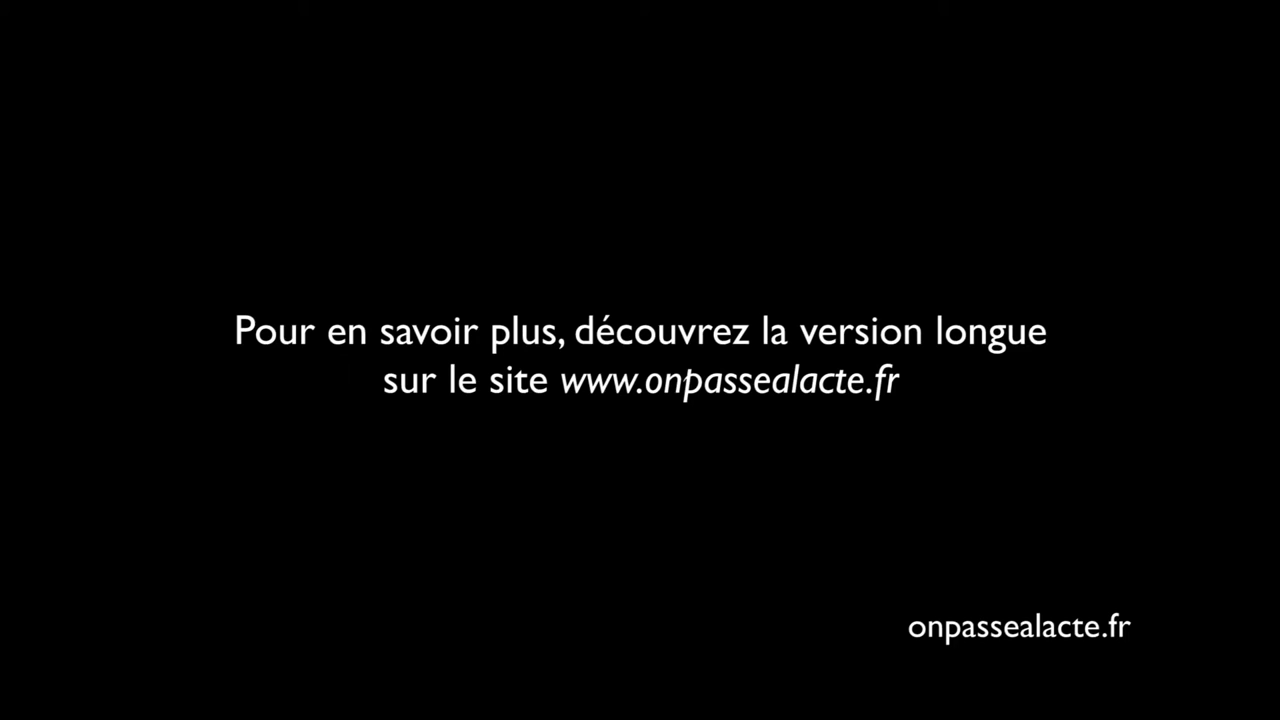 Pour en savoir plus, découvrez la version longue
sur le site www.onpassealacte.fr
onpassealacte.fr